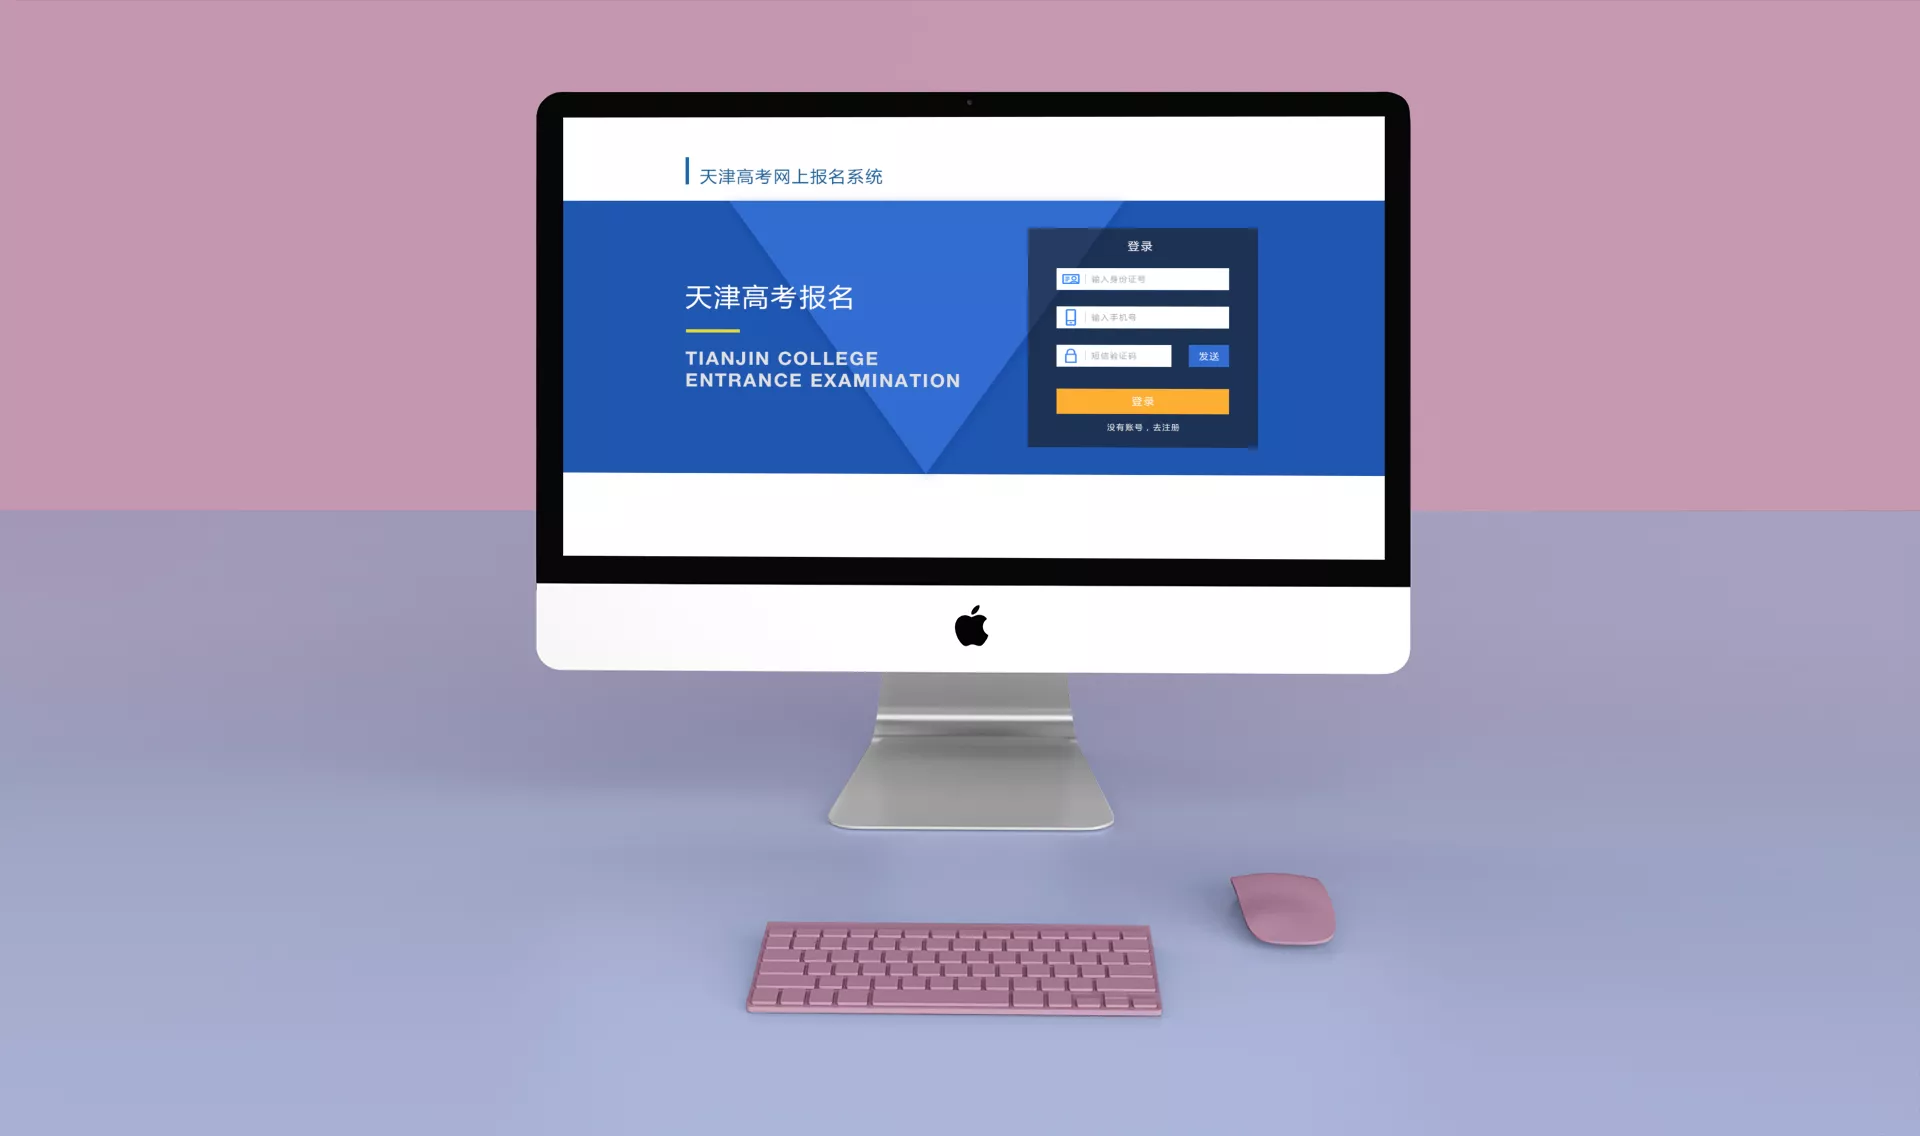 天津高考网上报名系统
天津高考报名
TIANJIN COLLEGE
ENTRANCE EXAMINATION
登录
输入身份证号
输入手机号
短信验证码
发送
登录
没有账号，去注册